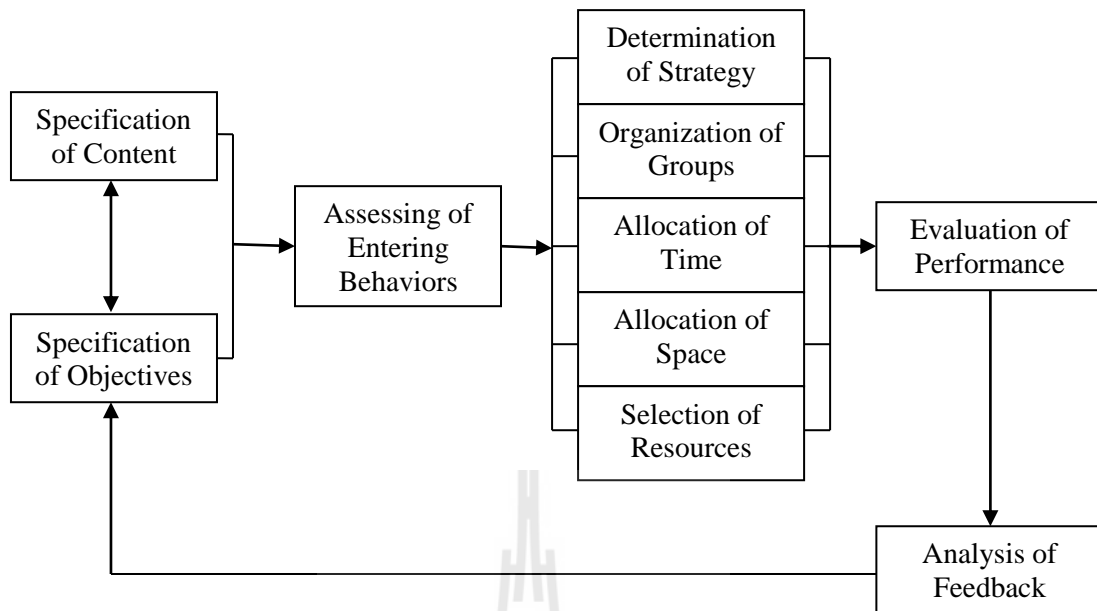 Specification
of Content
Specification
of Objectives
Assessing of
Entering
Behaviors
Determination
of Strategy
Organization of
Groups
Allocation of
Time
Allocation of
Space
Selection of
Resources
Evaluation of
Performance
Analysis of
Feedback